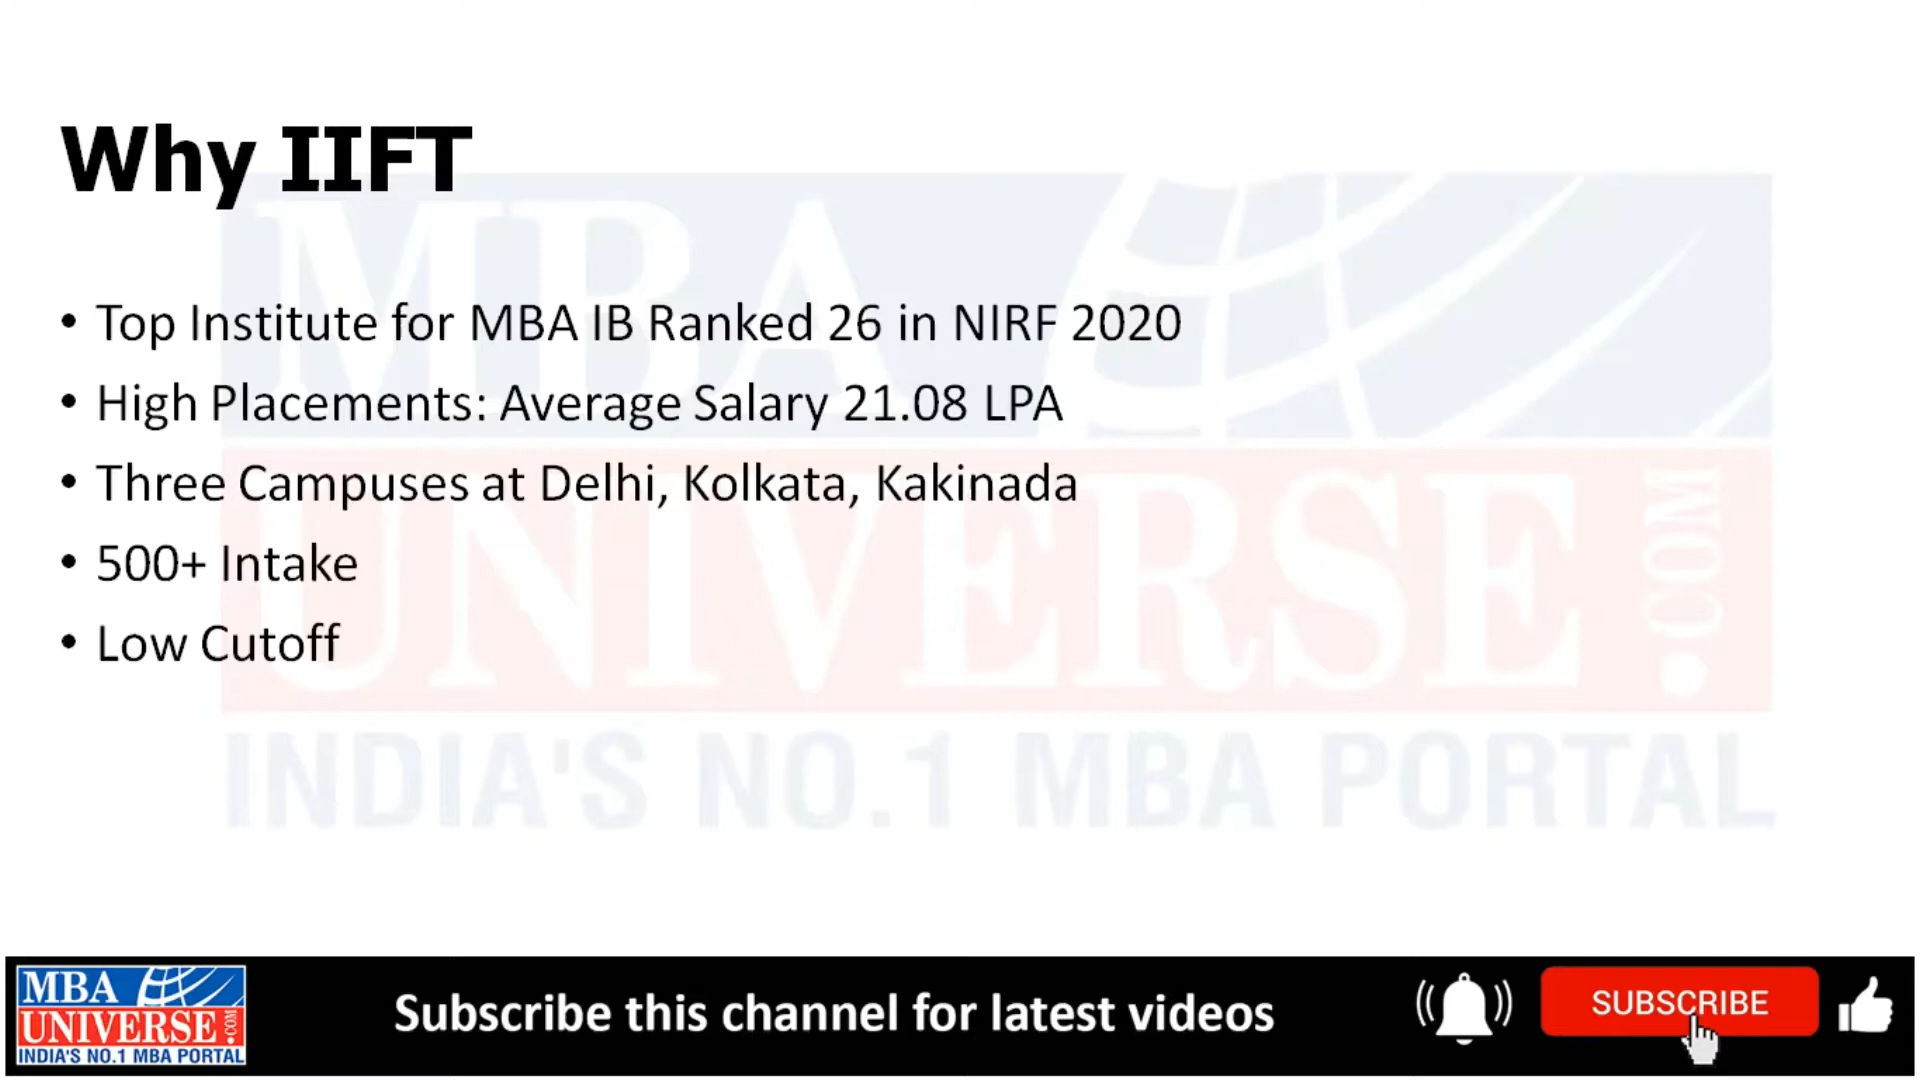 Why IIFT
• Top Institute for MBA IB Ranked 26 in NIRF 2020
• High Placements: Average Salary 21.08 LPA
• Three Campuses at Delhi, Kolkata, Kakinada
• 500+ Intake
• Low Cutoff
MBA
UNIVERSE.COM
INDIA'S NO.1 MBA PORTAL
MBA
UNIVERSE.COM
INDIA'S NO.1 MBA PORTAL
Subscribe this channel for latest videos
SUBSCRIBE